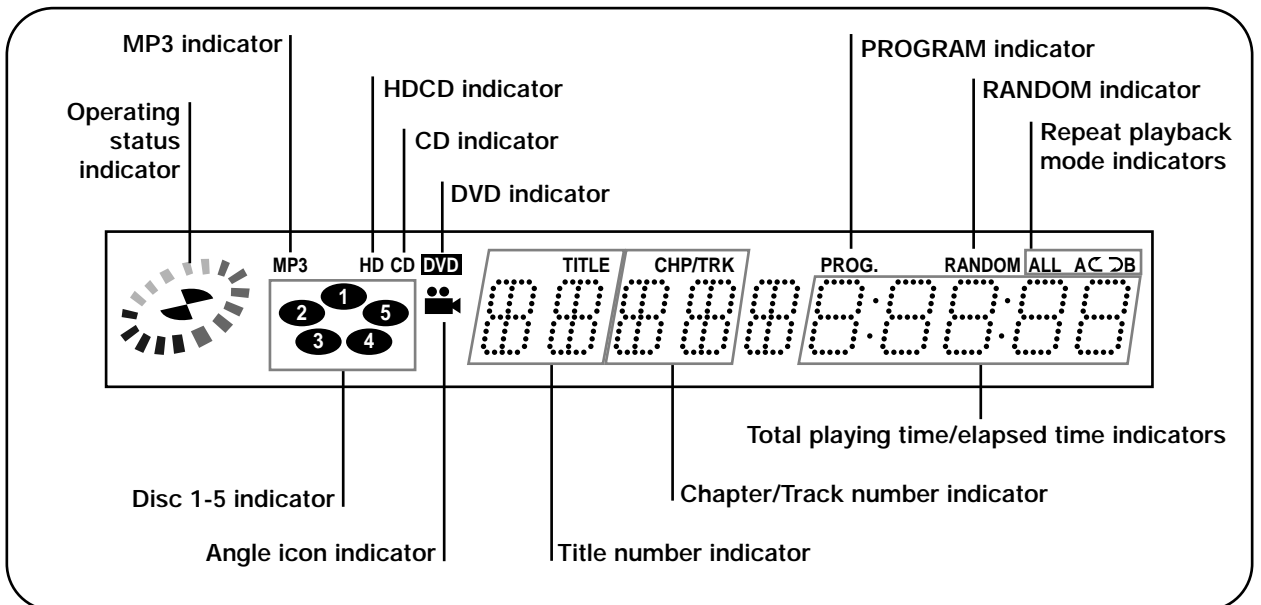 MP3 indicator
PROGRAM indicator
HDCD indicator
RANDOM indicator
Operating
status
indicator
CD indicator
Repeat playback
mode indicators
DVD indicator
MP3 HD CD DVD TITLE CHP/TRK PROG. RANDOM ALL A⊂ ⊃B
1
2 5
3 4
Total playing time/elapsed time indicators
Disc 1-5 indicator
Chapter/Track number indicator
Angle icon indicator
Title number indicator